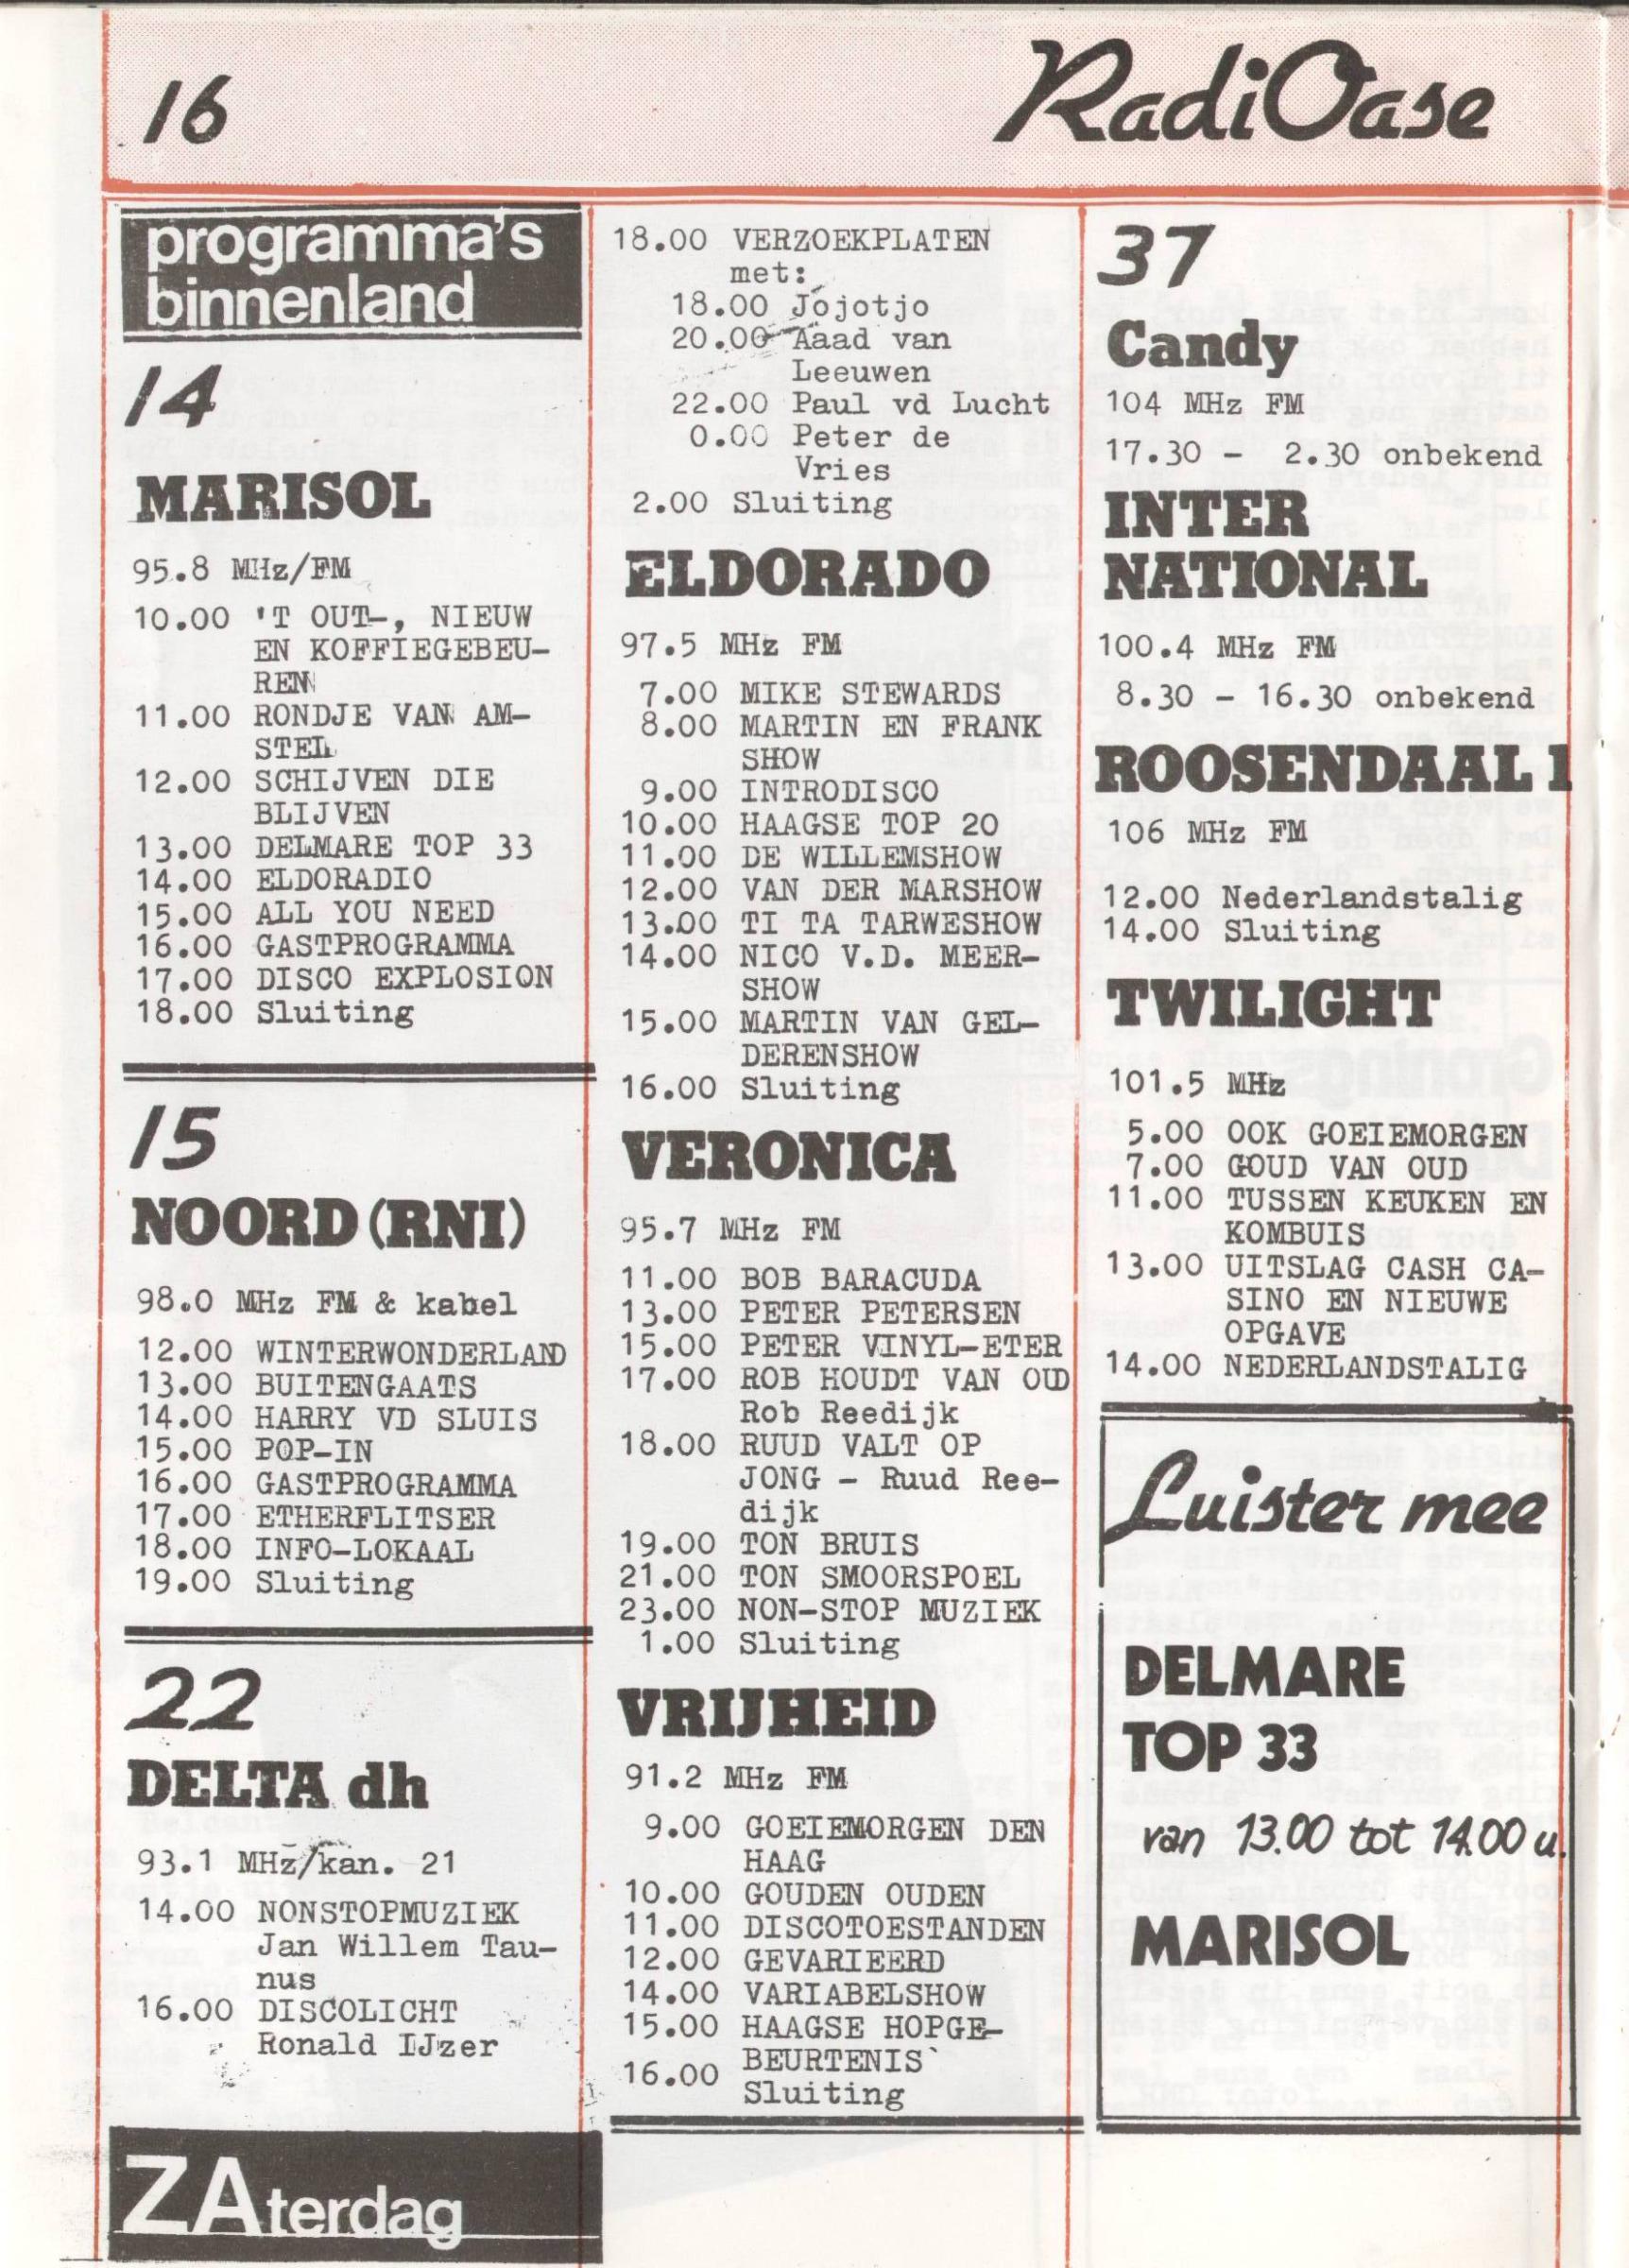 16
RadiOase
programma's
binnenland
14
MARISOL
95.8 MHz/FM
10.00 'T OUT-, NIEUW
EN KOFFIEGEBEU-
REN
11.00 RONDJE VAN AM-
STEL
12.00 SCHIJVEN DIE
BLIJVEN
13.00 DELMARE TOP 33
14.00 ELDORADIO
15.00 ALL YOU NEED
16.00 GASTPROGRAMMA
17.00 DISCO EXPLOSION
18.00 Sluiting
15
NOORD (RNI)
98.0 MHz FM & kabel
12.00 WINTERWONDERLAND
13.00 BUITENGAATS
14.00 HARRY VD SLUIS
15.00 POP-IN
16.00 GASTPROGRAMMA
17.00 ETHERFLITSER
18.00 INFO-LOKAAL
19.00 Sluiting
22
DELTA dh
93.1 MHz/kan. 21
14.00 NONSTOPMUZIEK
Jan Willem Tau-
nus
16.00 DISCOLICHT
Ronald IJzer
ZAterdag
18.00 VERZOEKPLATEN
met:
18.00 Jojotjo
20.00 Aaad van
Leeuwen
22.00 Paul vd Lucht
0.00 Peter de
Vries
2.00 Sluiting
ELDORADO
97.5 MHz FM
7.00 MIKE STEWARDS
8.00 MARTIN EN FRANK
SHOW
9.00 INTRODISCO
10.00 HAAGSE TOP 20
11.00 DE WILLEMSHOW
12.00 VAN DER MARSHOW
13.00 TI TA TARWESHOW
14.00 NICO V.D. MEER-
SHOW
15.00 MARTIN VAN GEL-
DERENSHOW
16.00 Sluiting
VERONICA
95.7 MHz FM
11.00 BOB BARACUDA
13.00 PETER PETERSEN
15.00 PETER VINYL-ETER
17.00 ROB HOUDT VAN OUD
Rob Reedijk
18.00 RUUD VALT OP
JONG - Ruud Ree-
dijk
19.00 TON BRUIS
21.00 TON SMOORSPOEL
23.00 NON-STOP MUZIEK
1.00 Sluiting
VRIJHEID
91.2 MHz FM
9.00 GOEIEMORGEN DEN
HAAG
10.00 GOUDEN OUDEN
11.00 DISCOTOESTANDEN
12.00 GEVARIEERD
14.00 VARIABELSHOW
15.00 HAAGSE HOPGE-
BEURTENIS
16.00 Sluiting
37
Candy
104 MHz FM
17.30 - 2.30 onbekend
INTER
NATIONAL
100.4 MHz FM
8.30 - 16.30 onbekend
ROOSENDAAL 1
106 MHz FM
12.00 Nederlandstalig
14.00 Sluiting
TWILIGHT
101.5 MHz
5.00 OOK GOEIEMORGEN
7.00 GOUD VAN OUD
11.00 TUSSEN KEUKEN EN
KOMBUIS
13.00 UITSLAG CASH CA-
SINO EN NIEUWE
OPGAVE
14.00 NEDERLANDSTALIG
Luister mee
DELMARE
TOP 33
van 13.00 tot 14.00 u.
MARISOL